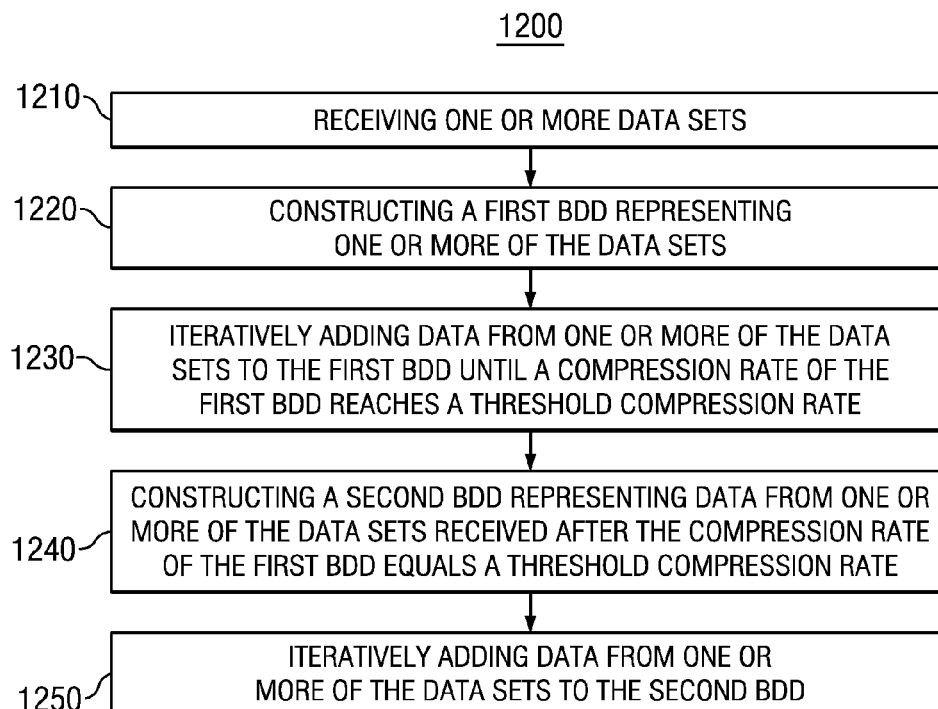 1200
1210
RECEIVING ONE OR MORE DATA SETS
1220
CONSTRUCTING A FIRST BDD REPRESENTING
ONE OR MORE OF THE DATA SETS
1230
ITERATIVELY ADDING DATA FROM ONE OR MORE OF THE DATA
SETS TO THE FIRST BDD UNTIL A COMPRESSION RATE OF THE
FIRST BDD REACHES A THRESHOLD COMPRESSION RATE
1240
CONSTRUCTING A SECOND BDD REPRESENTING DATA FROM ONE OR
MORE OF THE DATA SETS RECEIVED AFTER THE COMPRESSION RATE
OF THE FIRST BDD EQUALS A THRESHOLD COMPRESSION RATE
1250
ITERATIVELY ADDING DATA FROM ONE OR
MORE OF THE DATA SETS TO THE SECOND BDD